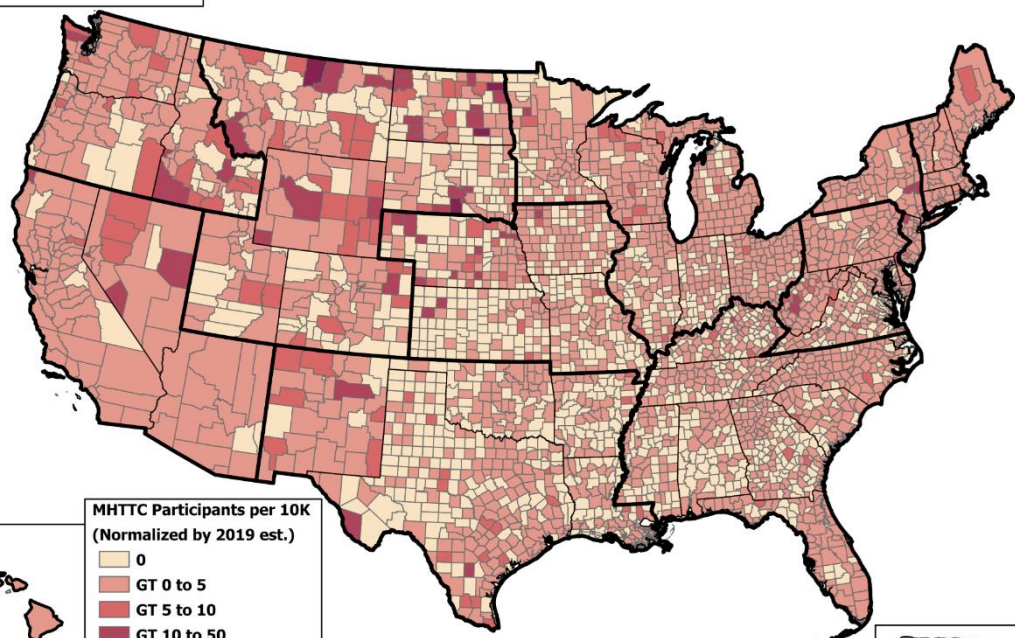 MHTTC Participants per 10K
(Normalized by 2019 est.)
0
GT 0 to 5
GT 5 to 10
GT 10 to 50